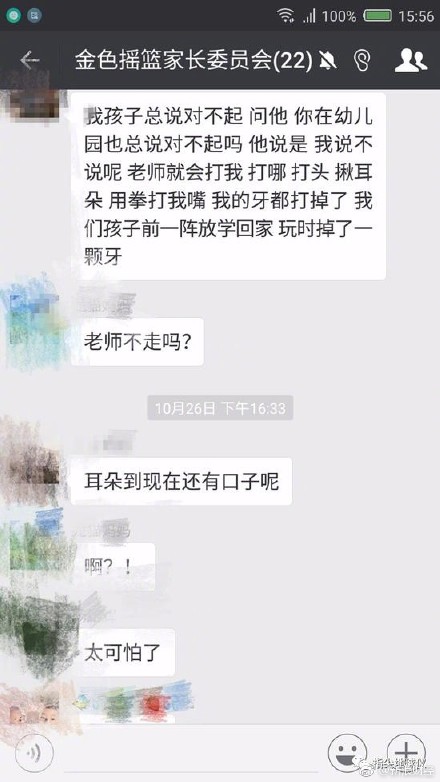 100% 15:56
金色摇篮家长委员会(22)
我孩子总说对不起 问他 你在幼儿
园也总说对不起吗 他说是 我说不
说呢 老师就会打我 打哪 打头 揪耳
朵 用拳打我嘴 我的牙都打掉了 我
们孩子前一阵放学回家 玩时掉了一
颗牙
老师不走吗?
10月26日 下午16:33
耳朵到现在还有口子呢
啊?！
太可怕了